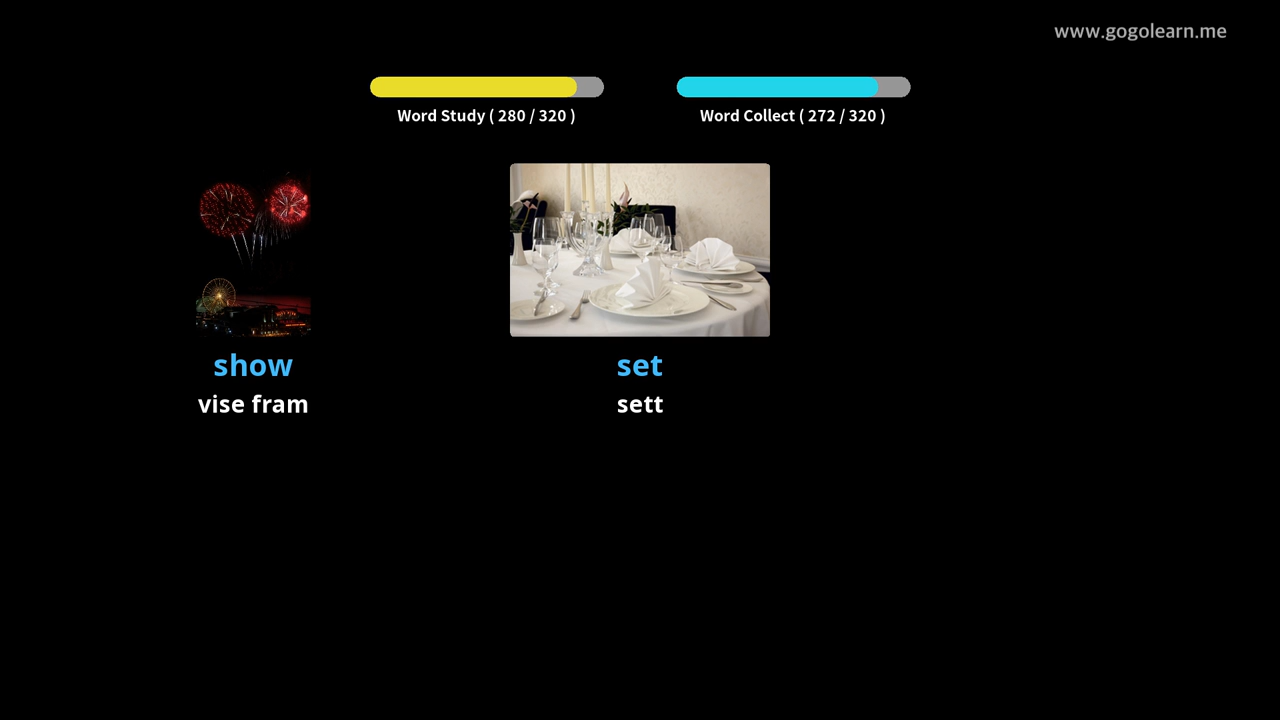 www.gogolearn.me
Word Study ( 280 / 320 )
Word Collect ( 272 / 320 )
show
vise fram
set
sett